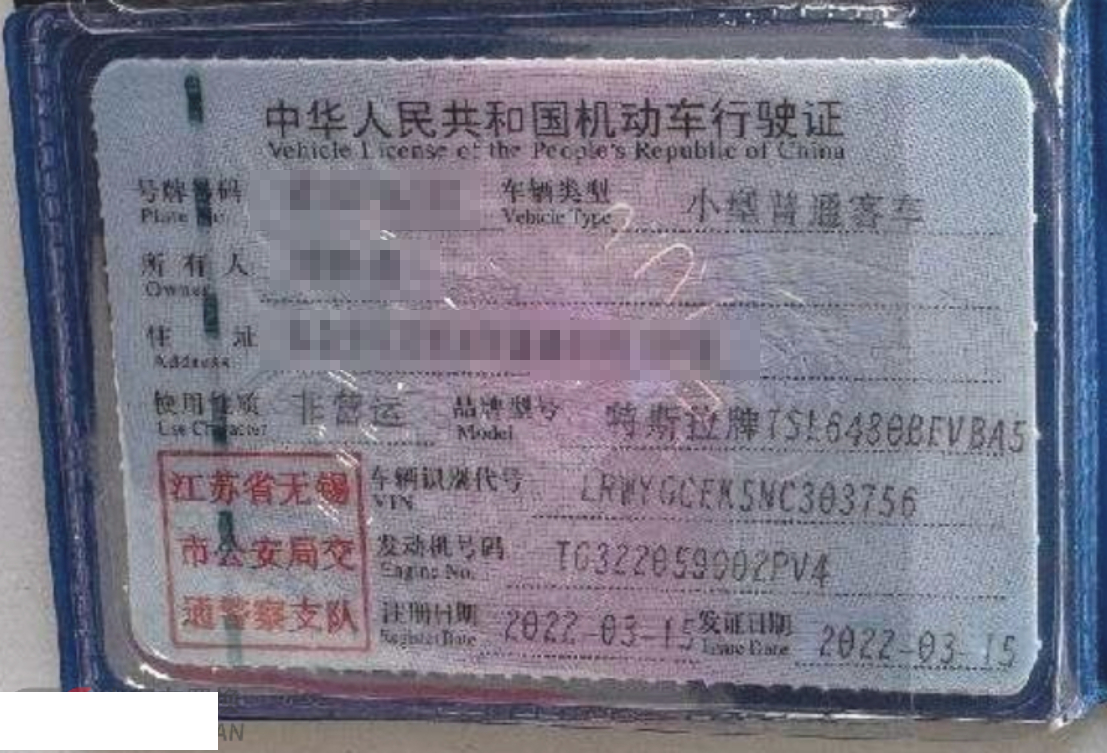 中华人民共和国机动车行驶证
Vehicle License of the People's Republic of China
号牌号码 车辆类型 小型普通客车
Plate No. Vehicle Type
所有人
Owner
住址
Address
使用性质 非营运 品牌型号 特斯拉牌TSL6480BEVBA5
Use Character Model
江苏省无锡
市公安局交
通警察支队
车辆识别代号 LRWYGCEK5NC303756
VIN
发动机号码 TG322059002PV4
Engine No.
注册日期 2022-03-15 发证日期 2022-03-15
Register Date Issue Date
AN